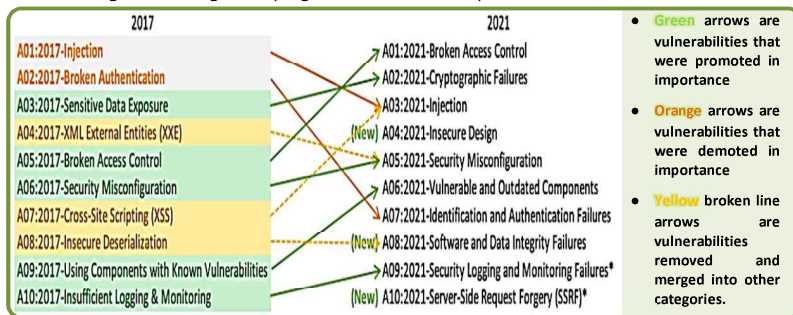 2017
A01:2017-Injection
A02:2017-Broken Authentication
A03:2017-Sensitive Data Exposure
A04:2017-XML External Entities (XXE)
A05:2017-Broken Access Control
A06:2017-Security Misconfiguration
A07:2017-Cross-Site Scripting (XSS)
A08:2017-Insecure Deserialization
A09:2017-Using Components with Known Vulnerabilities
A10:2017-Insufficient Logging & Monitoring
2021
A01:2021-Broken Access Control
A02:2021-Cryptographic Failures
A03:2021-Injection
(New) A04:2021-Insecure Design
A05:2021-Security Misconfiguration
A06:2021-Vulnerable and Outdated Components
A07:2021-Identification and Authentication Failures
(New) A08:2021-Software and Data Integrity Failures
A09:2021-Security Logging and Monitoring Failures*
(New) A10:2021-Server-Side Request Forgery (SSRF)*
● Green arrows are
vulnerabilities that
were promoted in
importance
● Orange arrows are
vulnerabilities that
were demoted in
importance
● Yellow broken line
arrows are
vulnerabilities
removed and
merged into other
categories.